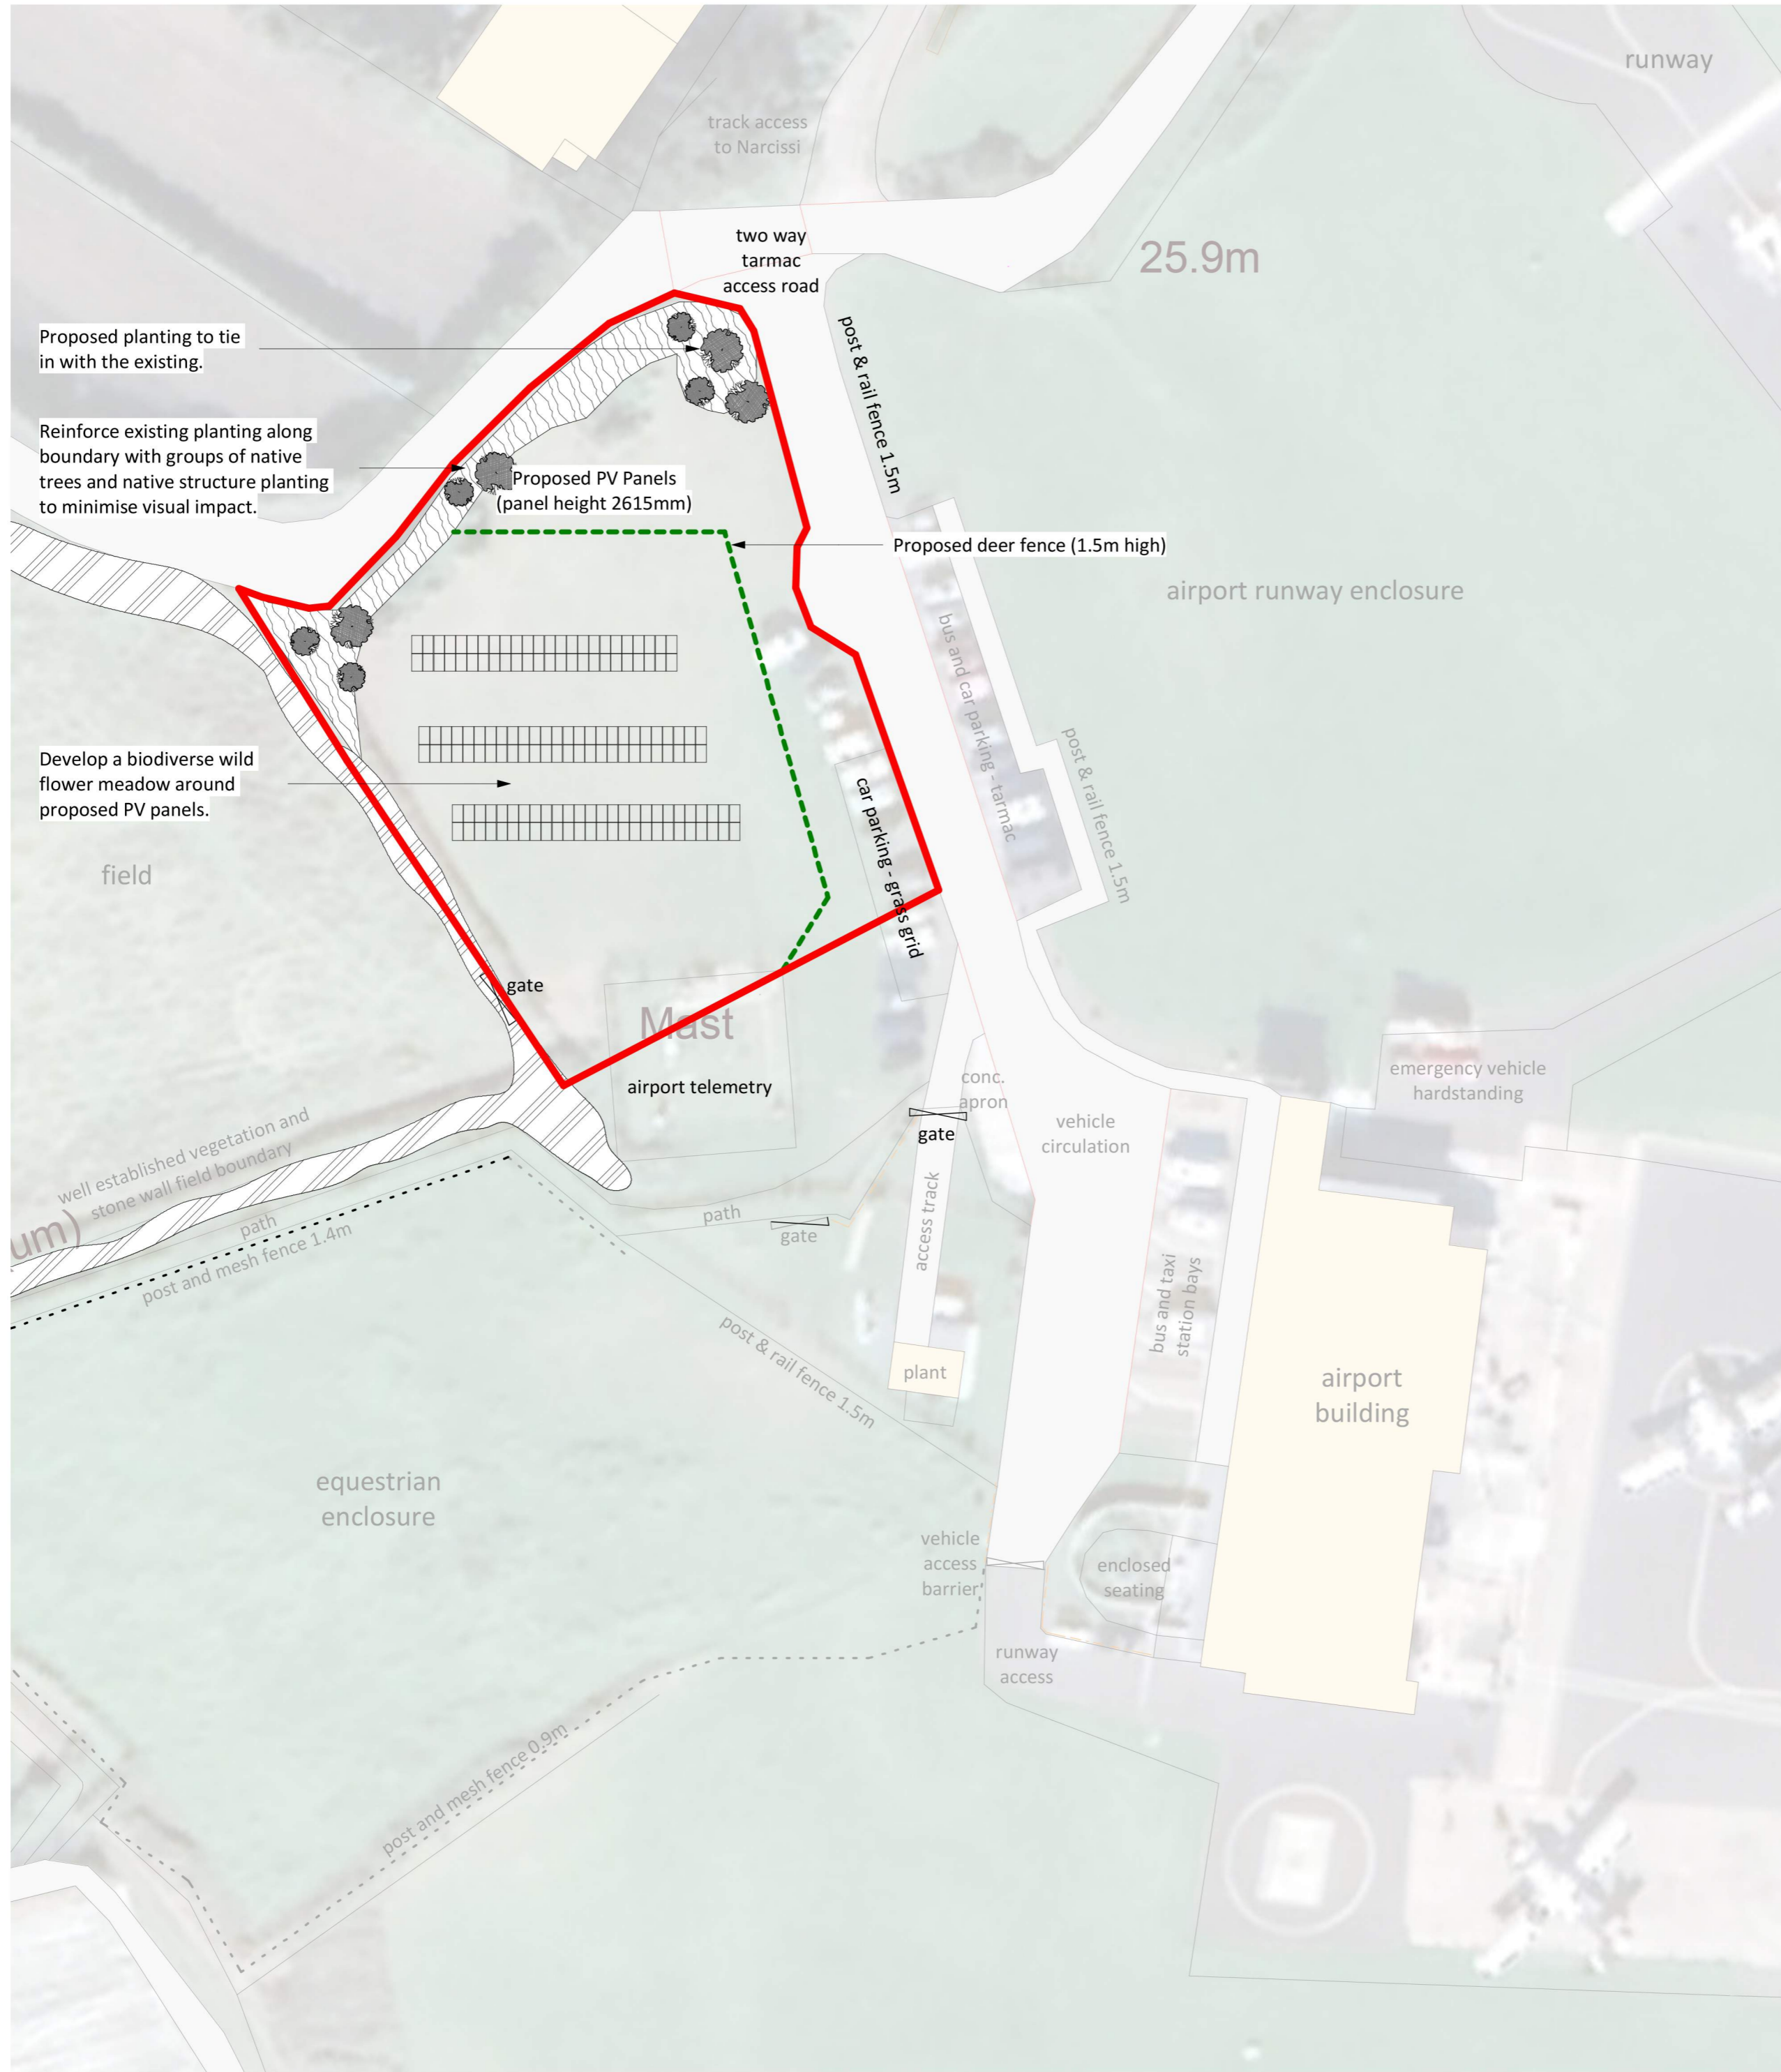 runway
track access
to Narcissi
two way
tarmac
access road
25.9m
Proposed planting to tie
in with the existing.
post & rail fence 1.5m
Reinforce existing planting along
boundary with groups of native
trees and native structure planting
to minimise visual impact.
Proposed PV Panels
(panel height 2615mm)
Proposed deer fence (1.5m high)
airport runway enclosure
bus and car parking - tarmac
post & rail fence 1.5m
Develop a biodiverse wild
flower meadow around
proposed PV panels.
car parking - grass grid
field
gate
Mast
airport telemetry
conc.
apron
emergency vehicle
hardstanding
gate
vehicle
circulation
well established vegetation and
stone wall field boundary
um)
path
post and mesh fence 1.4m
path
gate
access track
bus and taxi
station bays
post & rail fence 1.5m
plant
airport
building
equestrian
enclosure
vehicle
access
barrier
enclosed
seating
runway
access
post and mesh fence 0.9m